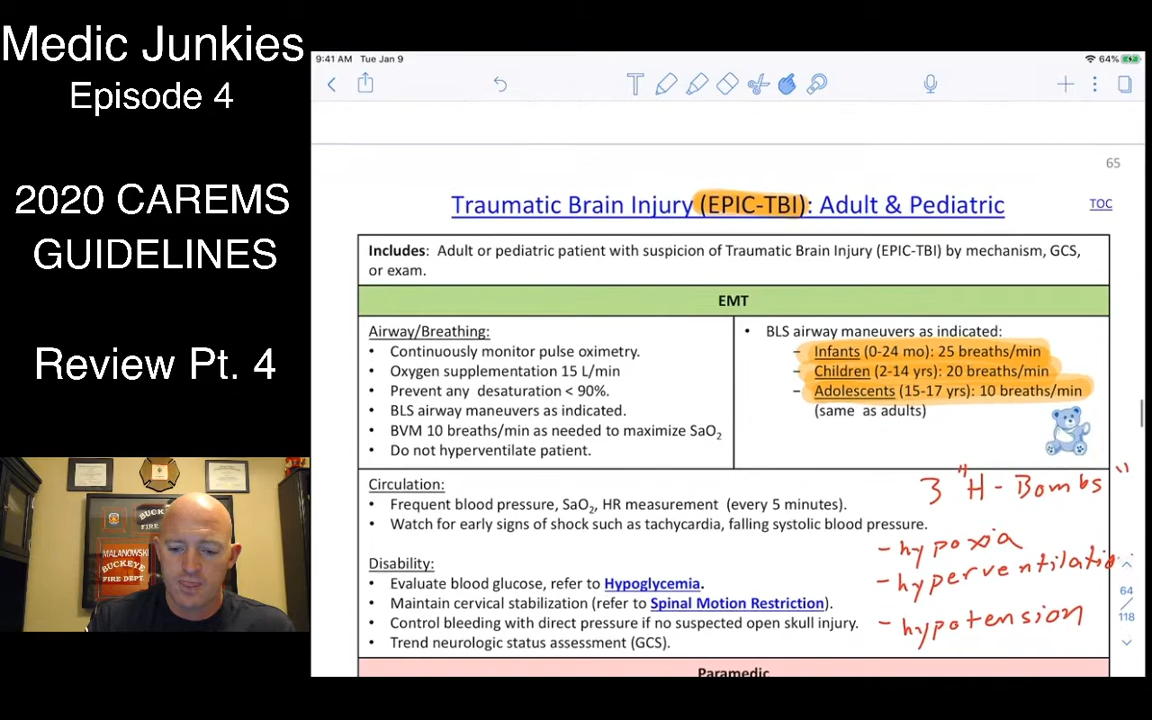 Medic Junkies
Episode 4
2020 CAREMS
GUIDELINES
Review Pt. 4
9:41 AM Tue Jan 9
64%
65
Traumatic Brain Injury (EPIC-TBI): Adult & Pediatric
TOC
Includes: Adult or pediatric patient with suspicion of Traumatic Brain Injury (EPIC-TBI) by mechanism, GCS,
or exam.
EMT
Airway/Breathing:
• Continuously monitor pulse oximetry.
• Oxygen supplementation 15 L/min
• Prevent any desaturation < 90%.
• BLS airway maneuvers as indicated.
• BVM 10 breaths/min as needed to maximize SaO2
• Do not hyperventilate patient.
• BLS airway maneuvers as indicated:
– Infants (0-24 mo): 25 breaths/min
– Children (2-14 yrs): 20 breaths/min
– Adolescents (15-17 yrs): 10 breaths/min
(same as adults)
Circulation:
• Frequent blood pressure, SaO2, HR measurement (every 5 minutes).
• Watch for early signs of shock such as tachycardia, falling systolic blood pressure.
Disability:
• Evaluate blood glucose, refer to Hypoglycemia.
• Maintain cervical stabilization (refer to Spinal Motion Restriction).
• Control bleeding with direct pressure if no suspected open skull injury.
• Trend neurologic status assessment (GCS).
3 "H-Bombs"
-hypoxia
-hyperventilatio
-hypotension
64
/
118
Paramedic
BUCKEYE
FIRE
MALANOWSKI
BUCKEYE
FIRE DEPT.